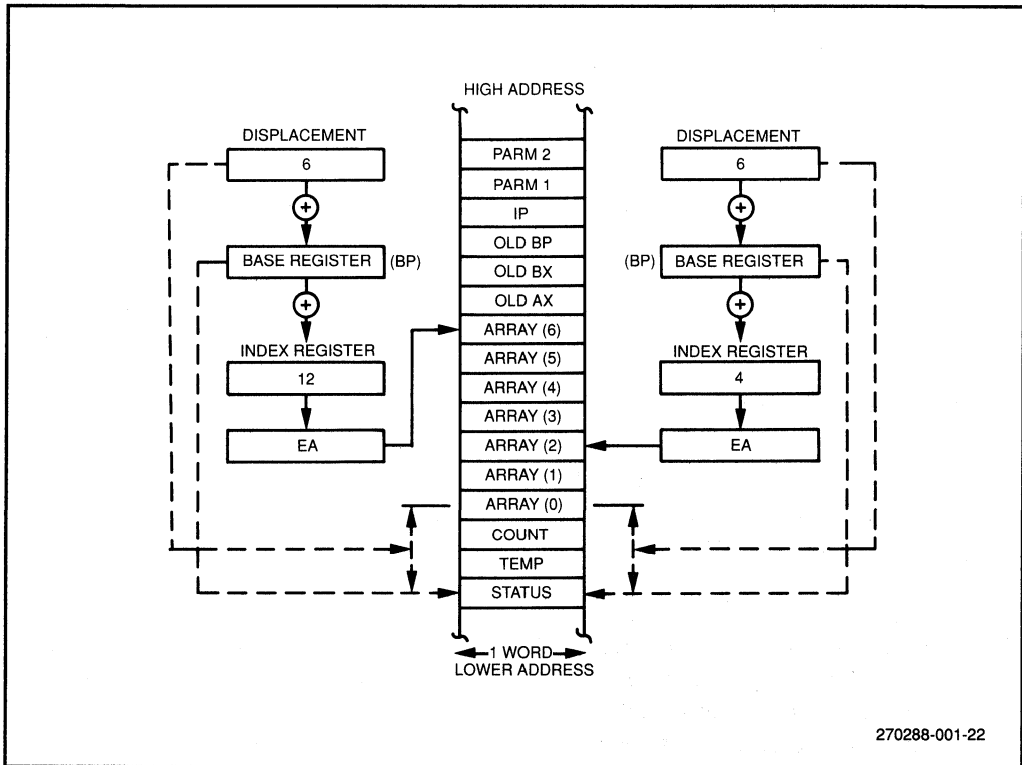 HIGH ADDRESS
DISPLACEMENT
6
BASE REGISTER (BP)
INDEX REGISTER
12
EA
PARM 2
PARM 1
IP
OLD BP
OLD BX
OLD AX
ARRAY (6)
ARRAY (5)
ARRAY (4)
ARRAY (3)
ARRAY (2)
ARRAY (1)
ARRAY (0)
COUNT
TEMP
STATUS
1 WORD
LOWER ADDRESS
DISPLACEMENT
6
(BP) BASE REGISTER
INDEX REGISTER
4
EA
270288-001-22